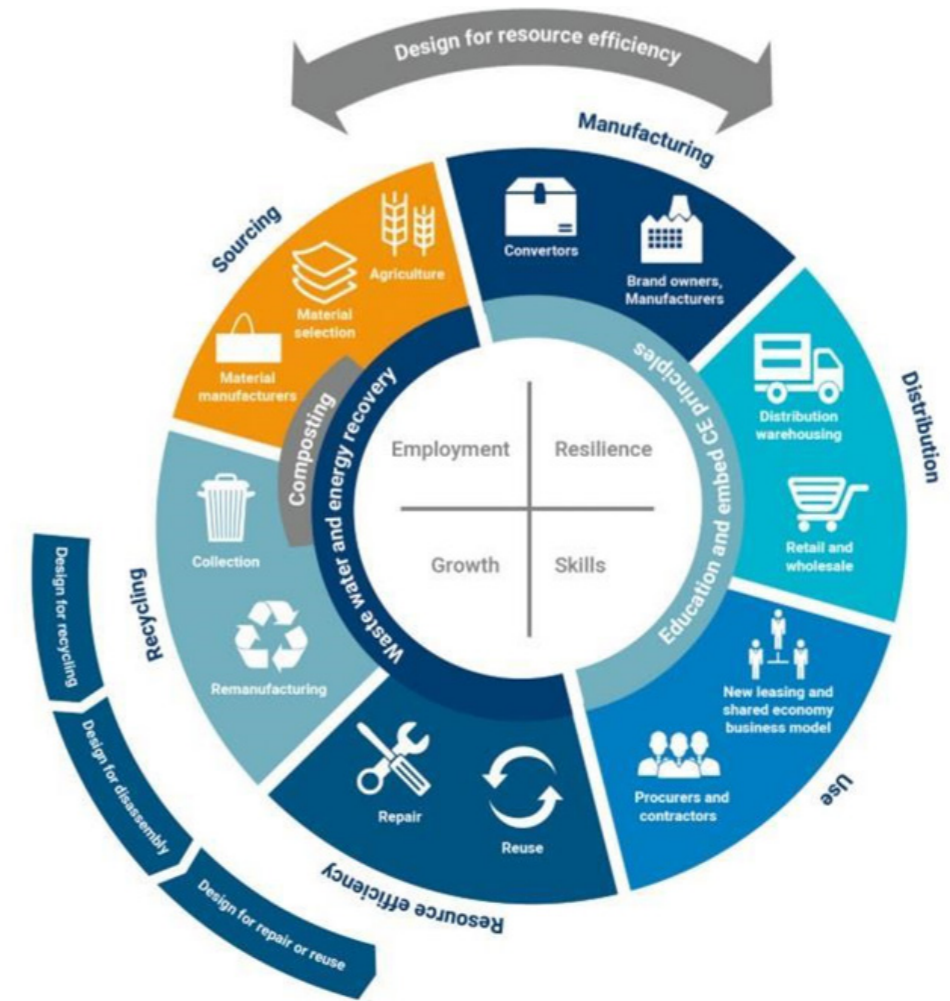 Design for resource efficiency
Manufacturing
Convertors
Brand owners,
Manufacturers
Sourcing
Agriculture
Material
selection
Material
manufacturers
Distribution
Distribution
warehousing
Retail and
wholesale
Use
New leasing and
shared economy
business model
Procurers and
contractors
Resource efficiency
Reuse
Repair
Recycling
Remanufacturing
Collection
Composting
Waste water and energy recovery
Education and embed CE principles
Employment
Resilience
Growth
Skills
Design for recycling
Design for disassembly
Design for repair or reuse